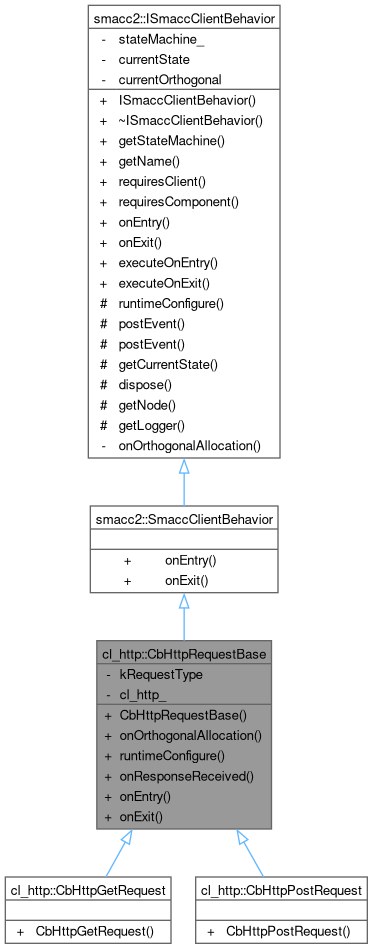 smacc2::ISmaccClientBehavior
- stateMachine_
- currentState
- currentOrthogonal
+ ISmaccClientBehavior()
+ ~ISmaccClientBehavior()
+ getStateMachine()
+ getName()
+ requiresClient()
+ requiresComponent()
+ onEntry()
+ onExit()
+ executeOnEntry()
+ executeOnExit()
# runtimeConfigure()
# postEvent()
# postEvent()
# getCurrentState()
# dispose()
# getNode()
# getLogger()
- onOrthogonalAllocation()
smacc2::SmaccClientBehavior
+ onEntry()
+ onExit()
cl_http::CbHttpRequestBase
- kRequestType
- cl_http_
+ CbHttpRequestBase()
+ onOrthogonalAllocation()
+ runtimeConfigure()
+ onResponseReceived()
+ onEntry()
+ onExit()
cl_http::CbHttpGetRequest
+ CbHttpGetRequest()
cl_http::CbHttpPostRequest
+ CbHttpPostRequest()